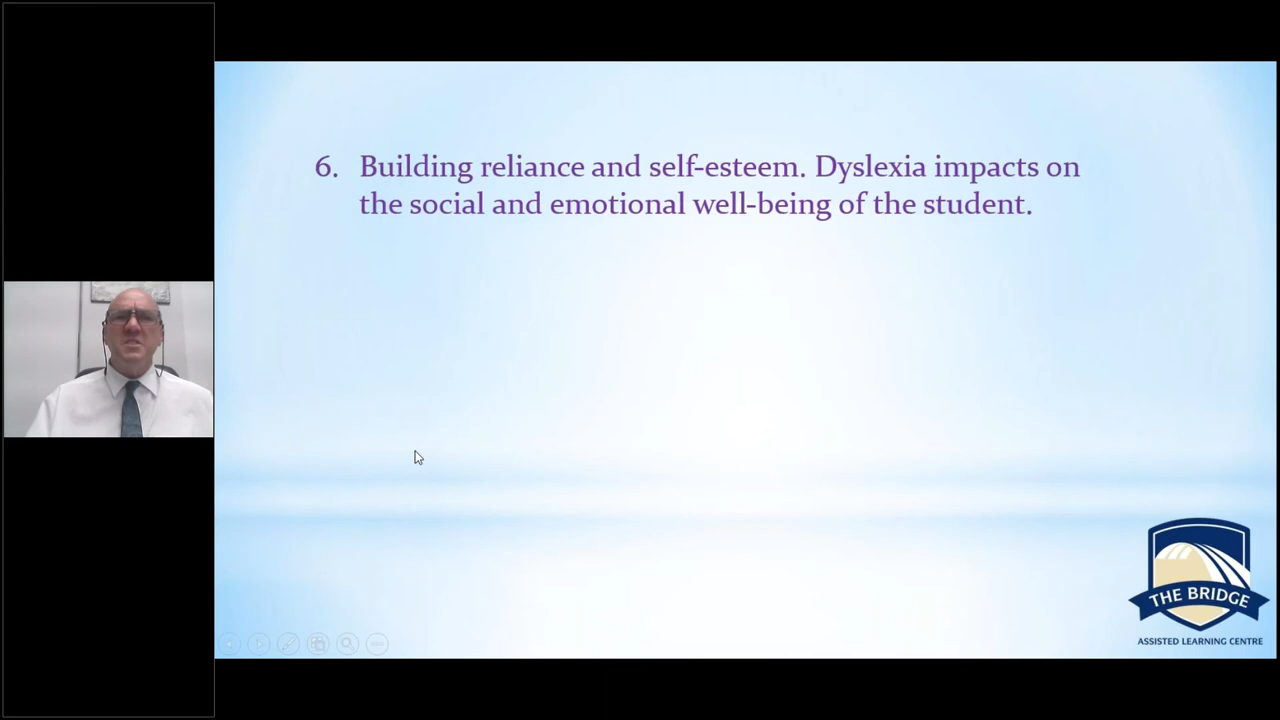 6. Building reliance and self-esteem. Dyslexia impacts on
the social and emotional well-being of the student.
THE BRIDGE
ASSISTED LEARNING CENTRE